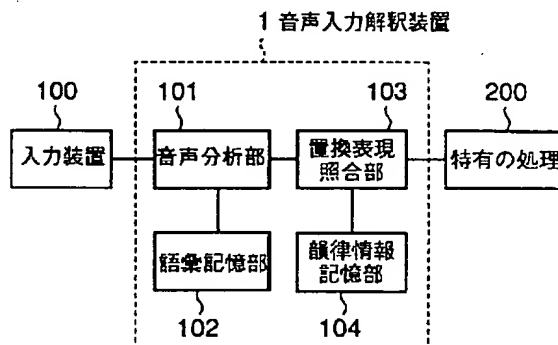 1 音声入力解釈装置
100
101
103
200
入力装置
音声分析部
置換表現
照合部
特有の処理
語彙記憶部
韻律情報
記憶部
102
104